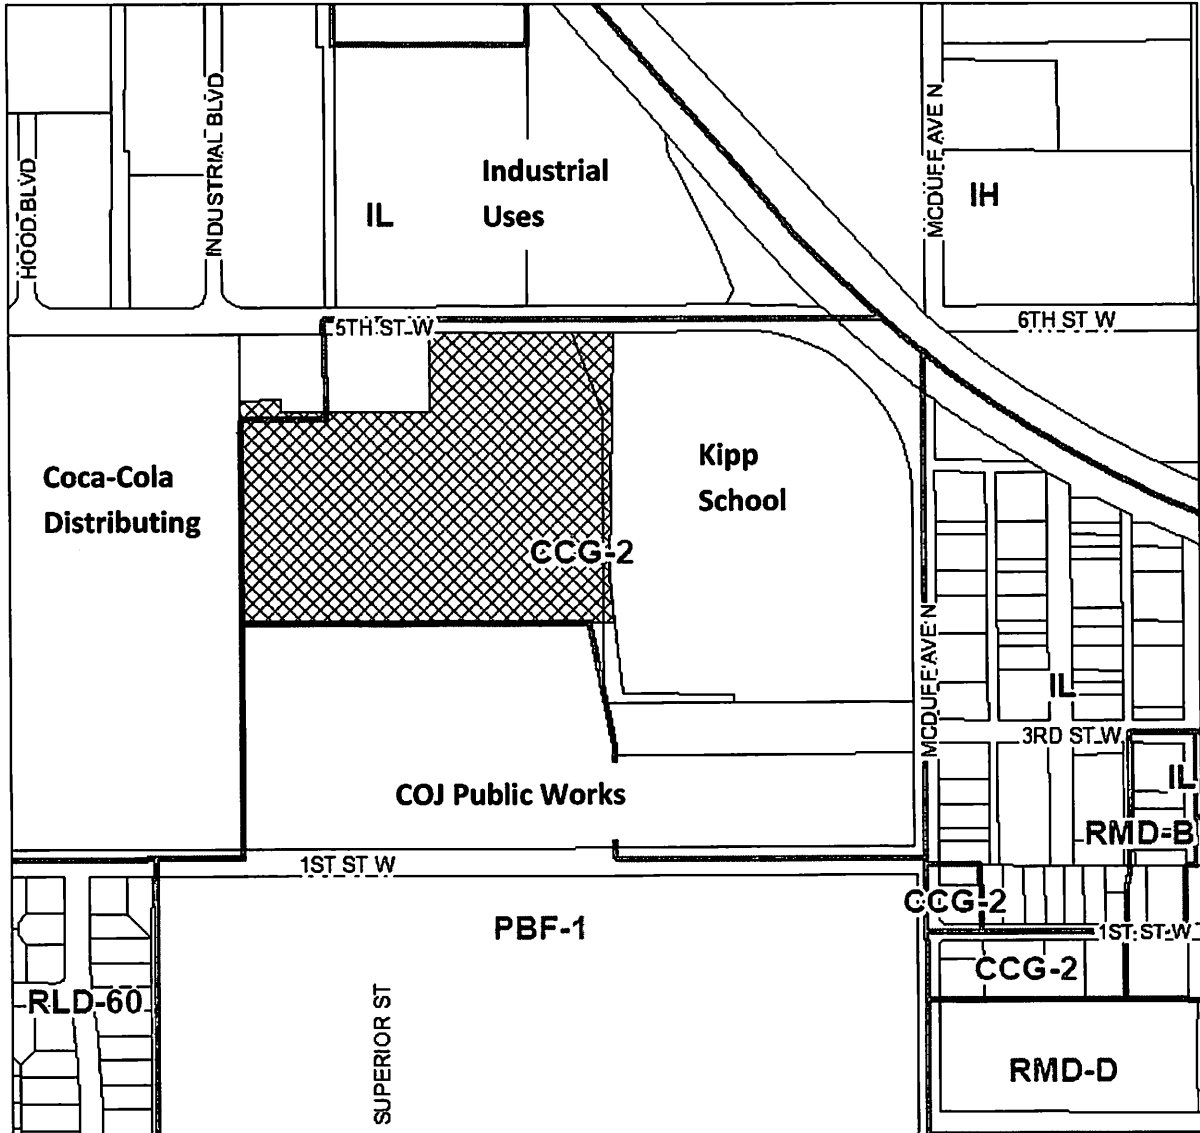 HOOD BLVD
INDUSTRIAL BLVD
IL
Industrial
Uses
MCDUFF AVE N
IH
5TH ST W
6TH ST W
Coca-Cola
Distributing
Kipp
School
CCG-2
MCDUFF AVE N
IL
3RD ST W
IL
COJ Public Works
RMD-B
1ST ST W
CCG-2
PBF-1
1ST ST W
CCG-2
RLD-60
SUPERIOR ST
RMD-D